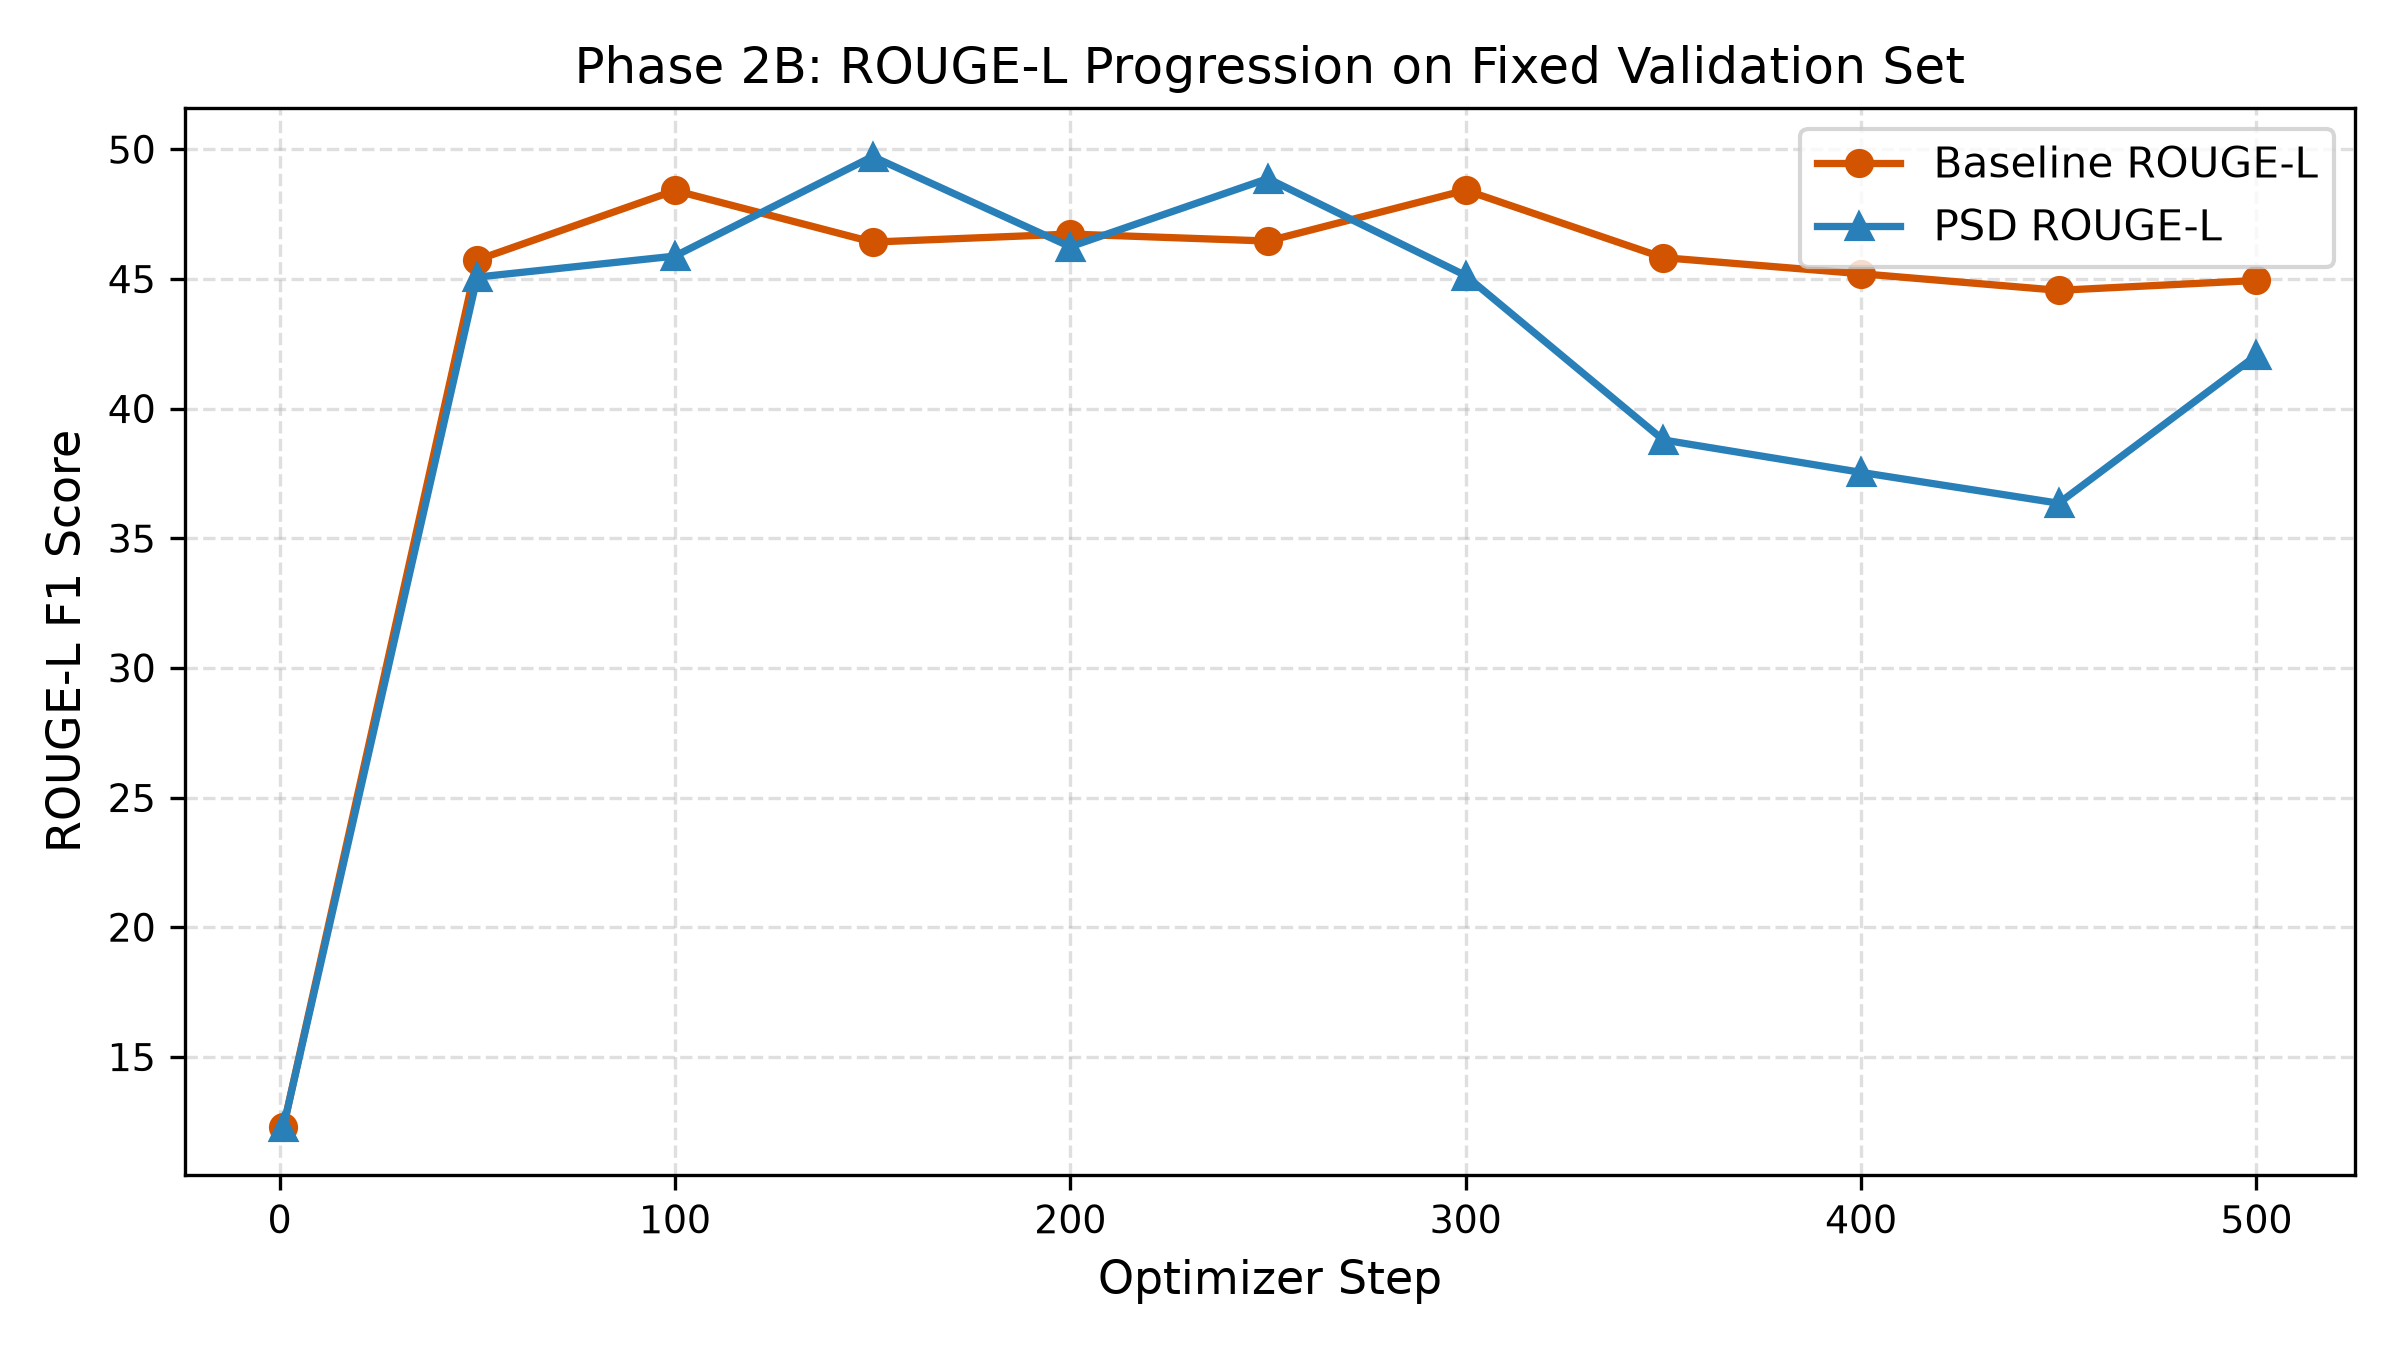 Phase 2B: ROUGE-L Progression on Fixed Validation Set
Baseline ROUGE-L
PSD ROUGE-L
ROUGE-L F1 Score
50
45
40
35
30
25
20
15
0 100 200 300 400 500
Optimizer Step